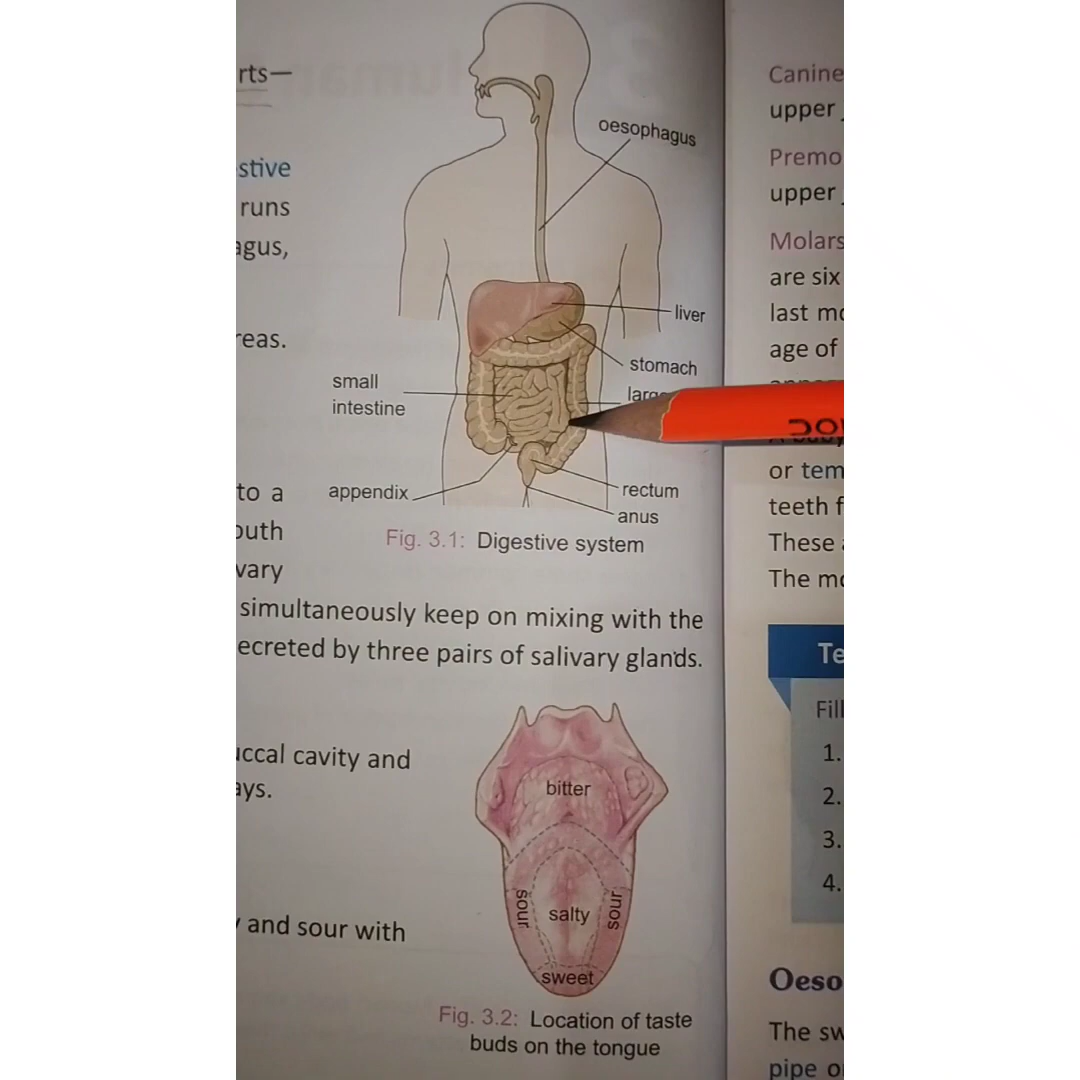 rts—
stive
runs
agus,
reas.
oesophagus
liver
stomach
small
intestine
appendix
rectum
anus
Fig. 3.1: Digestive system
to a
outh
vary
simultaneously keep on mixing with the
ecreted by three pairs of salivary glands.
uccal cavity and
ays.
and sour with
bitter
sour
salty
sour
sweet
Fig. 3.2: Location of taste
buds on the tongue
Canine
upper
Premo
upper
Molars
are six
last mo
age of
or tem
teeth f
These
The mo
Te
Fill
1.
2.
3.
4.
Oeso
The sw
pipe o